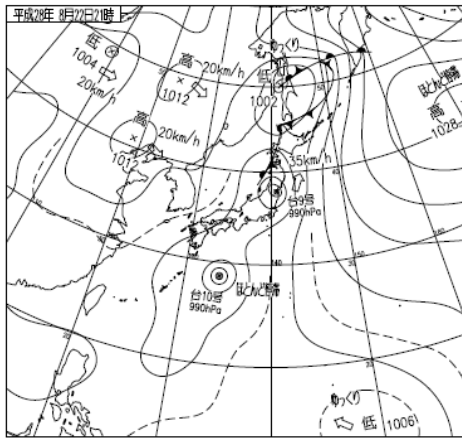 平成28年 8月22日21時
低
1004
20km/h
高
20km/h
1012
高
20km/h
1012
ゆっくり
低
1002
ほとんど停滞
高
1028
35km/h
台9号
990hPa
台10号
990hPa
ほとんど停滞
140
ゆっくり
低 1006